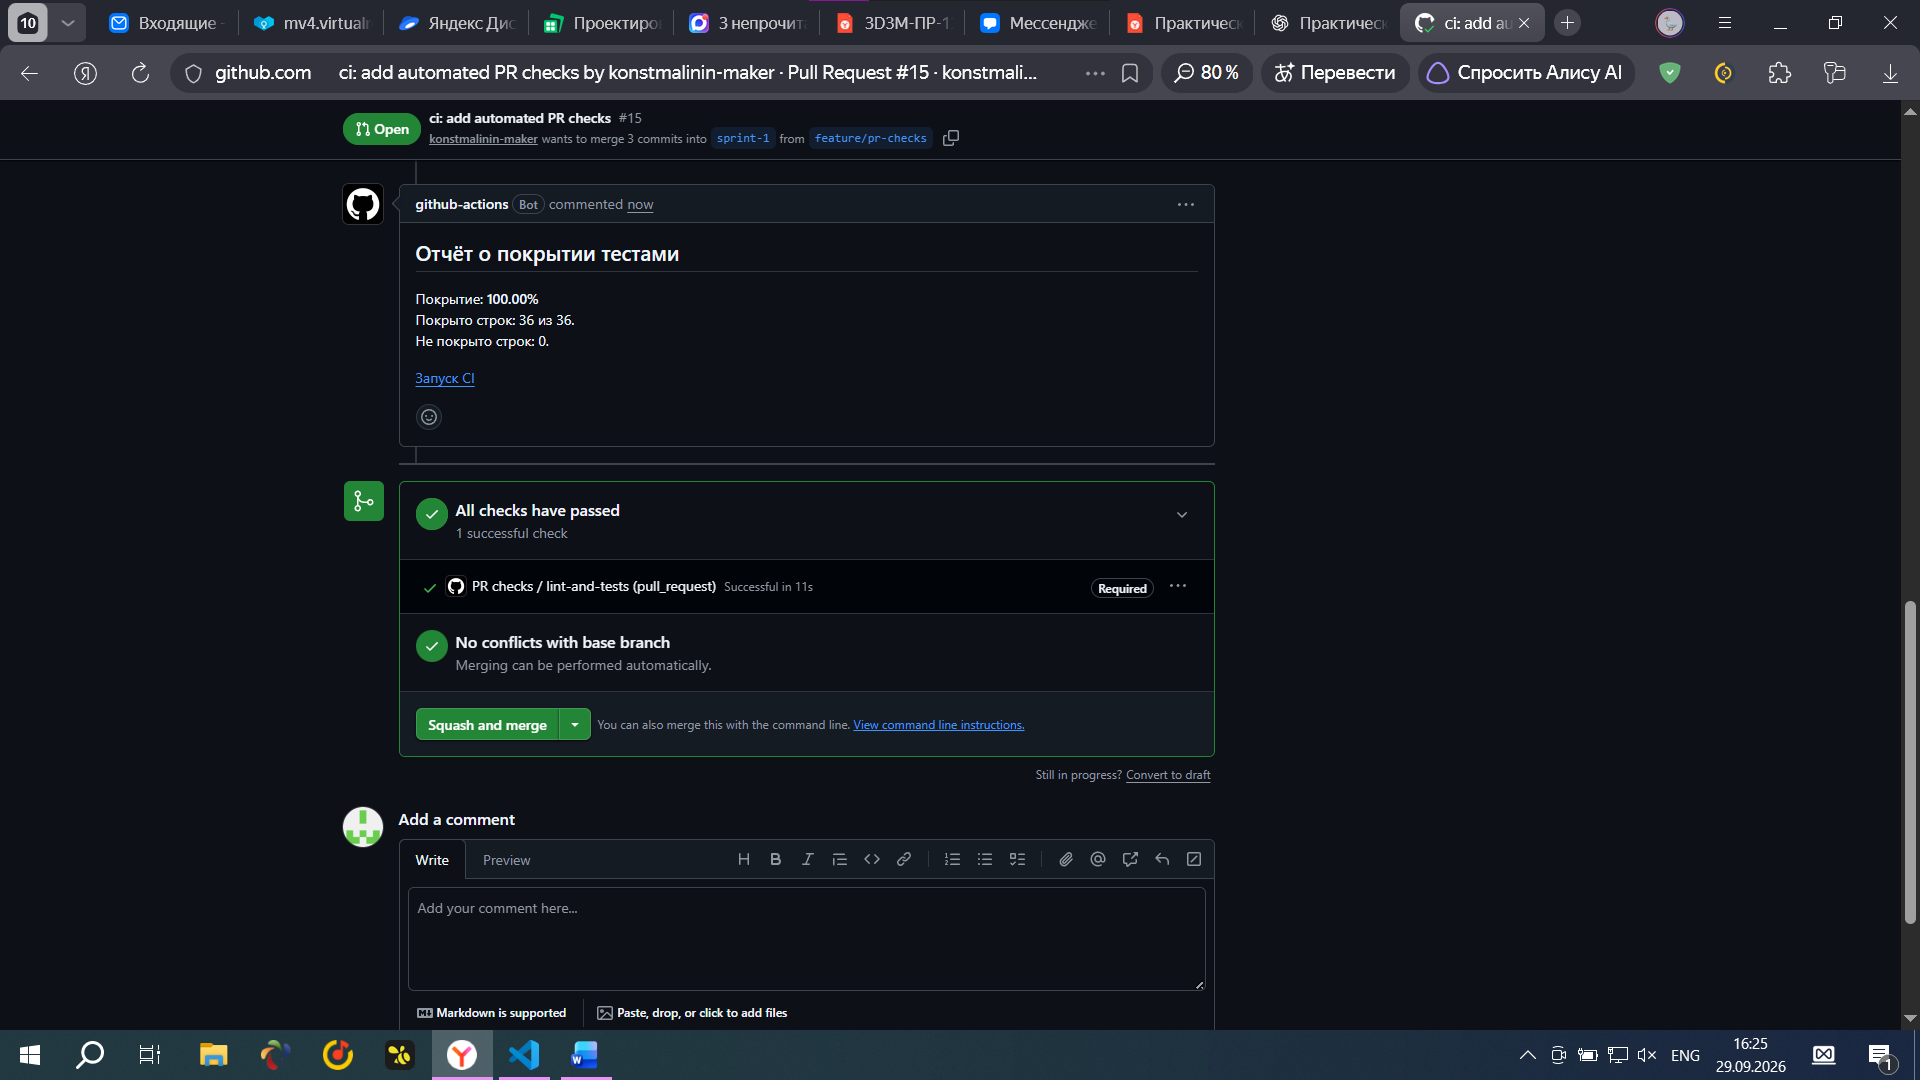 10
Входящие
mv4.virtual
Яндекс Дис
Проектиро
3 непрочит
3D3M-ПР-1
Мессендже
Практическ
Практическ
ci: add au
github.com
ci: add automated PR checks by konstmalinin-maker · Pull Request #15 · konstmali...
80 %
Перевести
Спросить Алису AI
Open
ci: add automated PR checks #15
konstmalinin-maker wants to merge 3 commits into sprint-1 from feature/pr-checks
github-actions Bot commented now
Отчёт о покрытии тестами
Покрытие: 100.00%
Покрыто строк: 36 из 36.
Не покрыто строк: 0.
Запуск CI
All checks have passed
1 successful check
PR checks / lint-and-tests (pull_request) Successful in 11s
Required
No conflicts with base branch
Merging can be performed automatically.
Squash and merge
You can also merge this with the command line. View command line instructions.
Still in progress? Convert to draft
Add a comment
Write
Preview
Add your comment here...
Markdown is supported
Paste, drop, or click to add files
ENG
16:25
29.09.2026
1